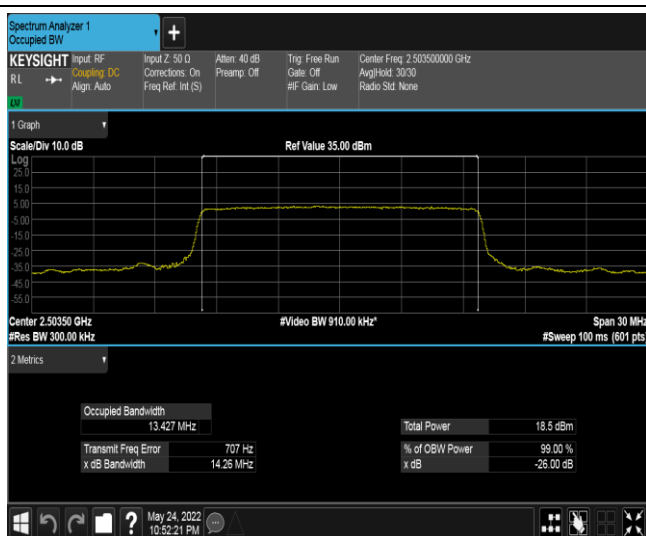 Spectrum Analyzer 1
Occupied BW
KEYSIGHT Input: RF Input Z: 50 Ω Atten: 40 dB Trig: Free Run Center Freq: 2.503500000 GHz
RL Coupling: DC Corrections: On Preamp: Off Gate: Off Avg|Hold: 30/30
Align: Auto Freq Ref: Int (S) #IF Gain: Low Radio Std: None
1 Graph
Scale/Div 10.0 dB Ref Value 35.00 dBm
Log
25.0
15.0
5.00
-5.00
-15.0
-25.0
-35.0
-45.0
-55.0
Center 2.50350 GHz #Video BW 910.00 kHz* Span 30 MHz
#Res BW 300.00 kHz #Sweep 100 ms (601 pts)
2 Metrics
Occupied Bandwidth
13.427 MHz Total Power 18.5 dBm
Transmit Freq Error 707 Hz % of OBW Power 99.00 %
x dB Bandwidth 14.26 MHz x dB -26.00 dB
? May 24, 2022
10:52:21 PM